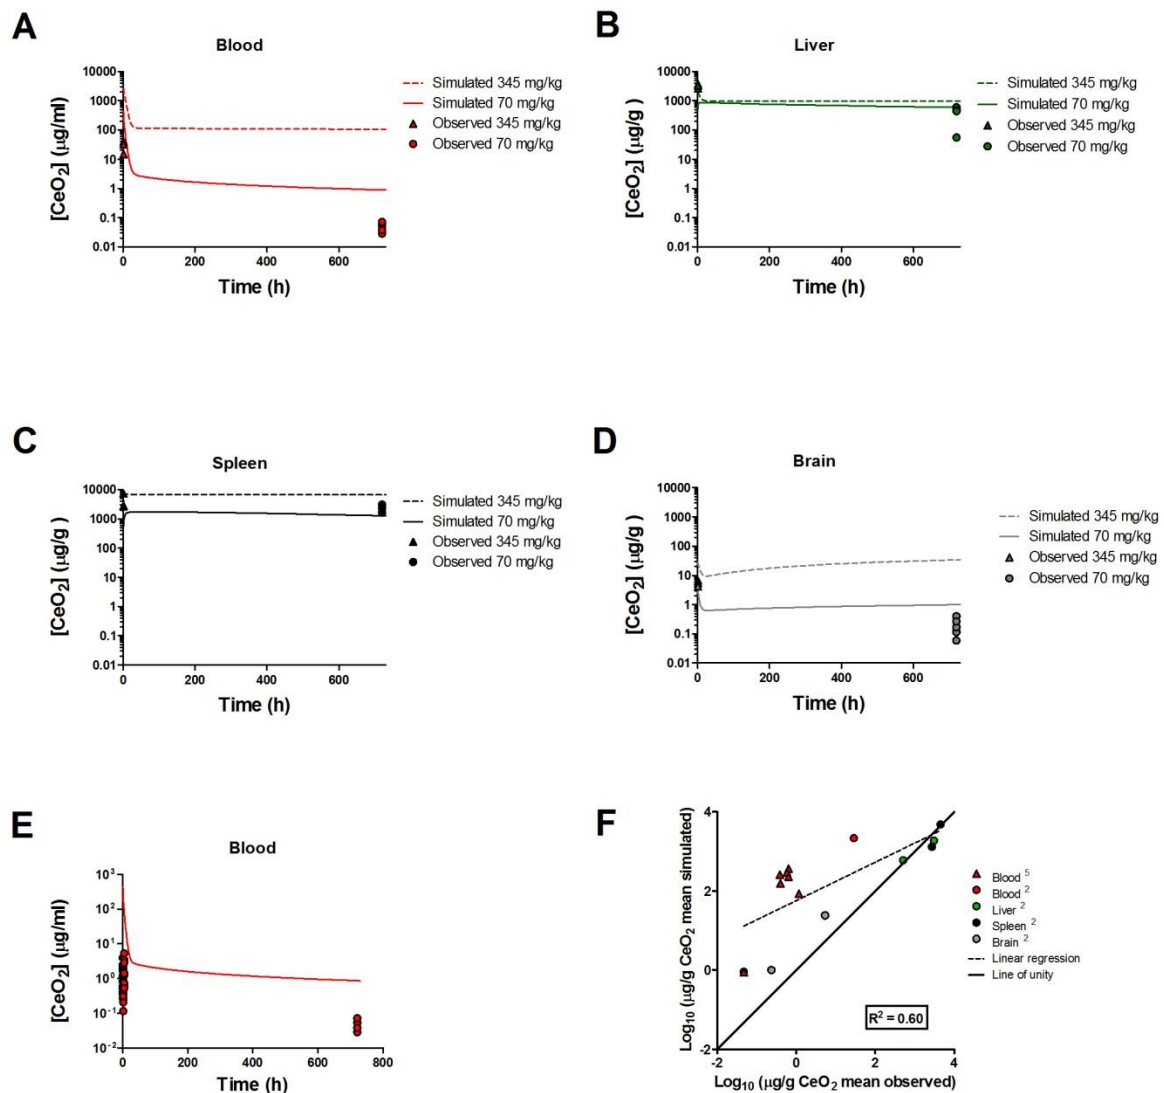 A
Blood
[CeO₂] (µg/ml)
10000
1000
100
10
1
0.1
0.01
0
200
400
600
Time (h)
Simulated 345 mg/kg
Simulated 70 mg/kg
Observed 345 mg/kg
Observed 70 mg/kg
B
Liver
[CeO₂] (µg/g)
10000
1000
100
10
1
0.1
0.01
0
200
400
600
Time (h)
Simulated 345 mg/kg
Simulated 70 mg/kg
Observed 345 mg/kg
Observed 70 mg/kg
C
Spleen
[CeO₂] (µg/g )
10000
1000
100
10
1
0.1
0.01
0
200
400
600
Time (h)
Simulated 345 mg/kg
Simulated 70 mg/kg
Observed 345 mg/kg
Observed 70 mg/kg
D
Brain
[CeO₂] (µg/g )
10000
1000
100
10
1
0.1
0.01
0
200
400
600
Time (h)
Simulated 345 mg/kg
Simulated 70 mg/kg
Observed 345 mg/kg
Observed 70 mg/kg
E
Blood
[CeO₂] (µg/ml)
10³
10²
10¹
10⁰
10⁻¹
10⁻²
0
200
400
600
800
Time (h)
F
Log₁₀ (µg/g CeO₂ mean simulated)
4
2
0
-2
-2
0
2
4
Log₁₀ (µg/g CeO₂ mean observed)
R² = 0.60
Blood ⁵
Blood ²
Liver ²
Spleen ²
Brain ²
Linear regression
Line of unity